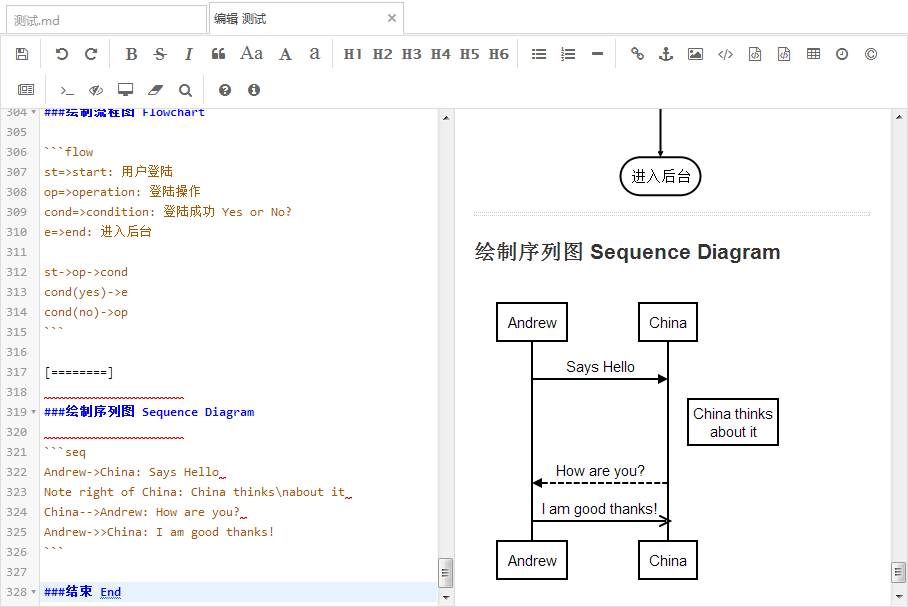 测试.md
编辑 测试 ×
B S I “ Aa A a H1 H2 H3 H4 H5 H6
304 ###绘制流程图 Flowchart
305
306 ```flow
307 st=>start: 用户登陆
308 op=>operation: 登陆操作
309 cond=>condition: 登陆成功 Yes or No?
310 e=>end: 进入后台
311
312 st->op->cond
313 cond(yes)->e
314 cond(no)->op
315 ```
316
317 [========]
318
319 ###绘制序列图 Sequence Diagram
320
321 ```seq
322 Andrew->China: Says Hello
323 Note right of China: China thinks\nabout it
324 China-->Andrew: How are you?
325 Andrew->>China: I am good thanks!
326 ```
327
328 ###结束 End
进入后台
绘制序列图 Sequence Diagram
Andrew
China
Says Hello
China thinks
about it
How are you?
I am good thanks!
Andrew
China